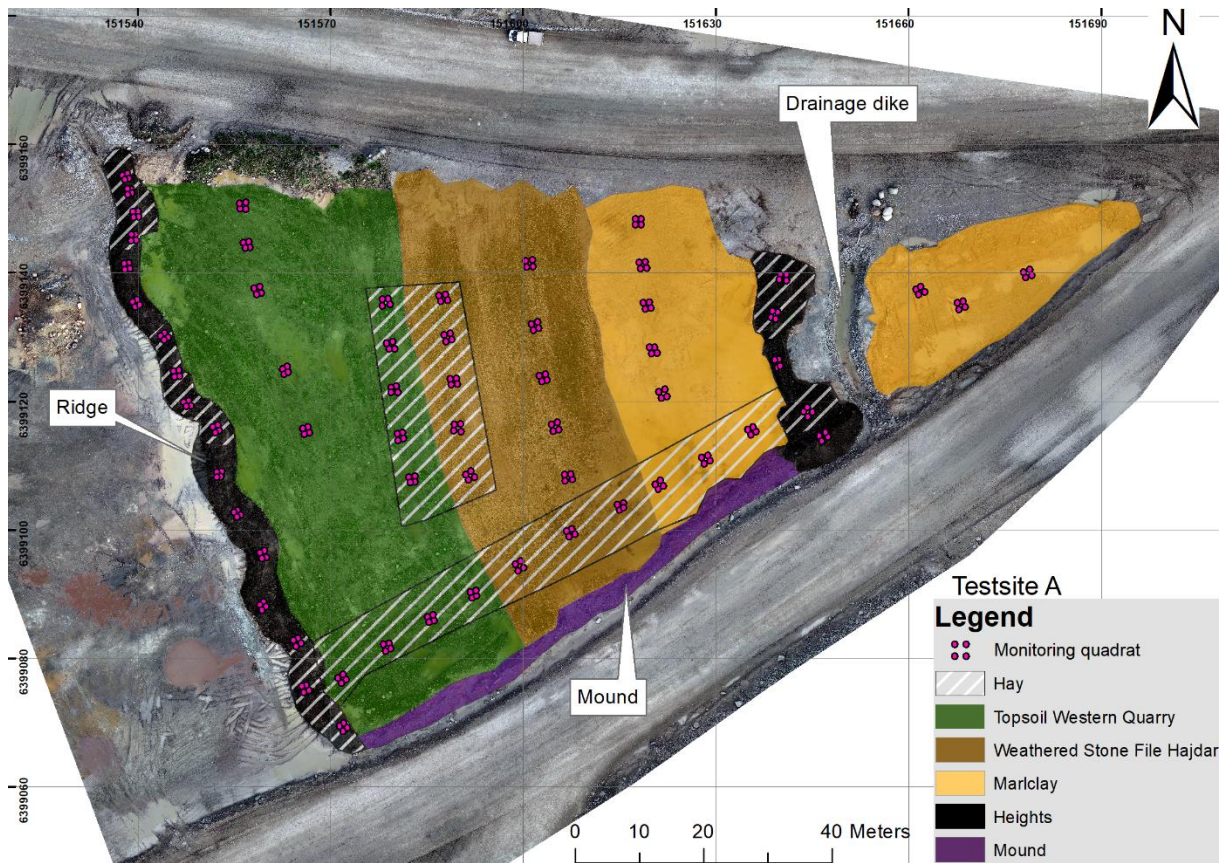 151540
151570
151600
151630
151660
151690
N
Drainage dike
6399160
6399140
6399120
6399100
6399080
6399060
Ridge
Mound
Testsite A
Legend
Monitoring quadrat
Hay
Topsoil Western Quarry
Weathered Stone File Hajdar
Marlclay
Heights
Mound
0 10 20 40 Meters